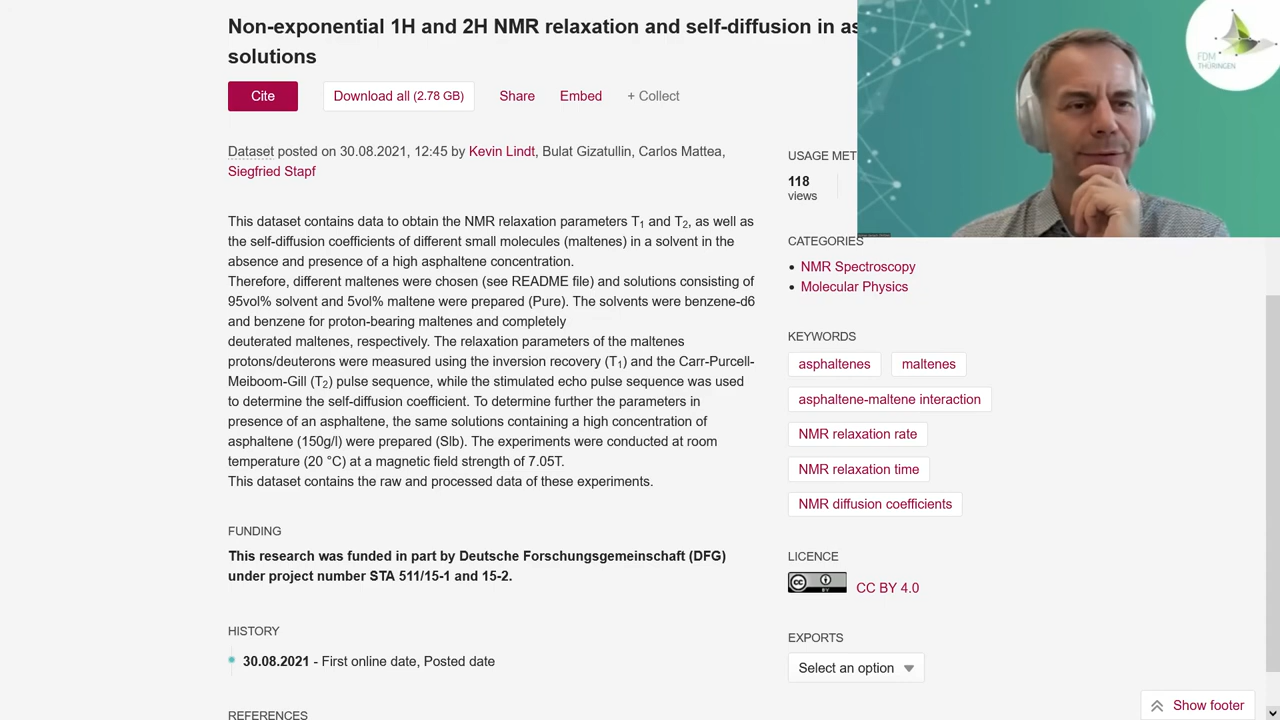 Non-exponential 1H and 2H NMR relaxation and self-diffusion in as
solutions
Cite
Download all (2.78 GB)
Share
Embed
+ Collect
Dataset posted on 30.08.2021, 12:45 by Kevin Lindt, Bulat Gizatullin, Carlos Mattea,
Siegfried Stapf
This dataset contains data to obtain the NMR relaxation parameters T1 and T2, as well as
the self-diffusion coefficients of different small molecules (maltenes) in a solvent in the
absence and presence of a high asphaltene concentration.
Therefore, different maltenes were chosen (see README file) and solutions consisting of
95vol% solvent and 5vol% maltene were prepared (Pure). The solvents were benzene-d6
and benzene for proton-bearing maltenes and completely
deuterated maltenes, respectively. The relaxation parameters of the maltenes
protons/deuterons were measured using the inversion recovery (T1) and the Carr-Purcell-
Meiboom-Gill (T2) pulse sequence, while the stimulated echo pulse sequence was used
to determine the self-diffusion coefficient. To determine further the parameters in
presence of an asphaltene, the same solutions containing a high concentration of
asphaltene (150g/l) were prepared (Slb). The experiments were conducted at room
temperature (20 °C) at a magnetic field strength of 7.05T.
This dataset contains the raw and processed data of these experiments.
FUNDING
This research was funded in part by Deutsche Forschungsgemeinschaft (DFG)
under project number STA 511/15-1 and 15-2.
HISTORY
30.08.2021 - First online date, Posted date
REFERENCES
USAGE MET
118
views
CATEGORIES
• NMR Spectroscopy
• Molecular Physics
KEYWORDS
asphaltenes
maltenes
asphaltene-maltene interaction
NMR relaxation rate
NMR relaxation time
NMR diffusion coefficients
LICENCE
CC BY
CC BY 4.0
EXPORTS
Select an option
Show footer
FDM
THÜRINGEN